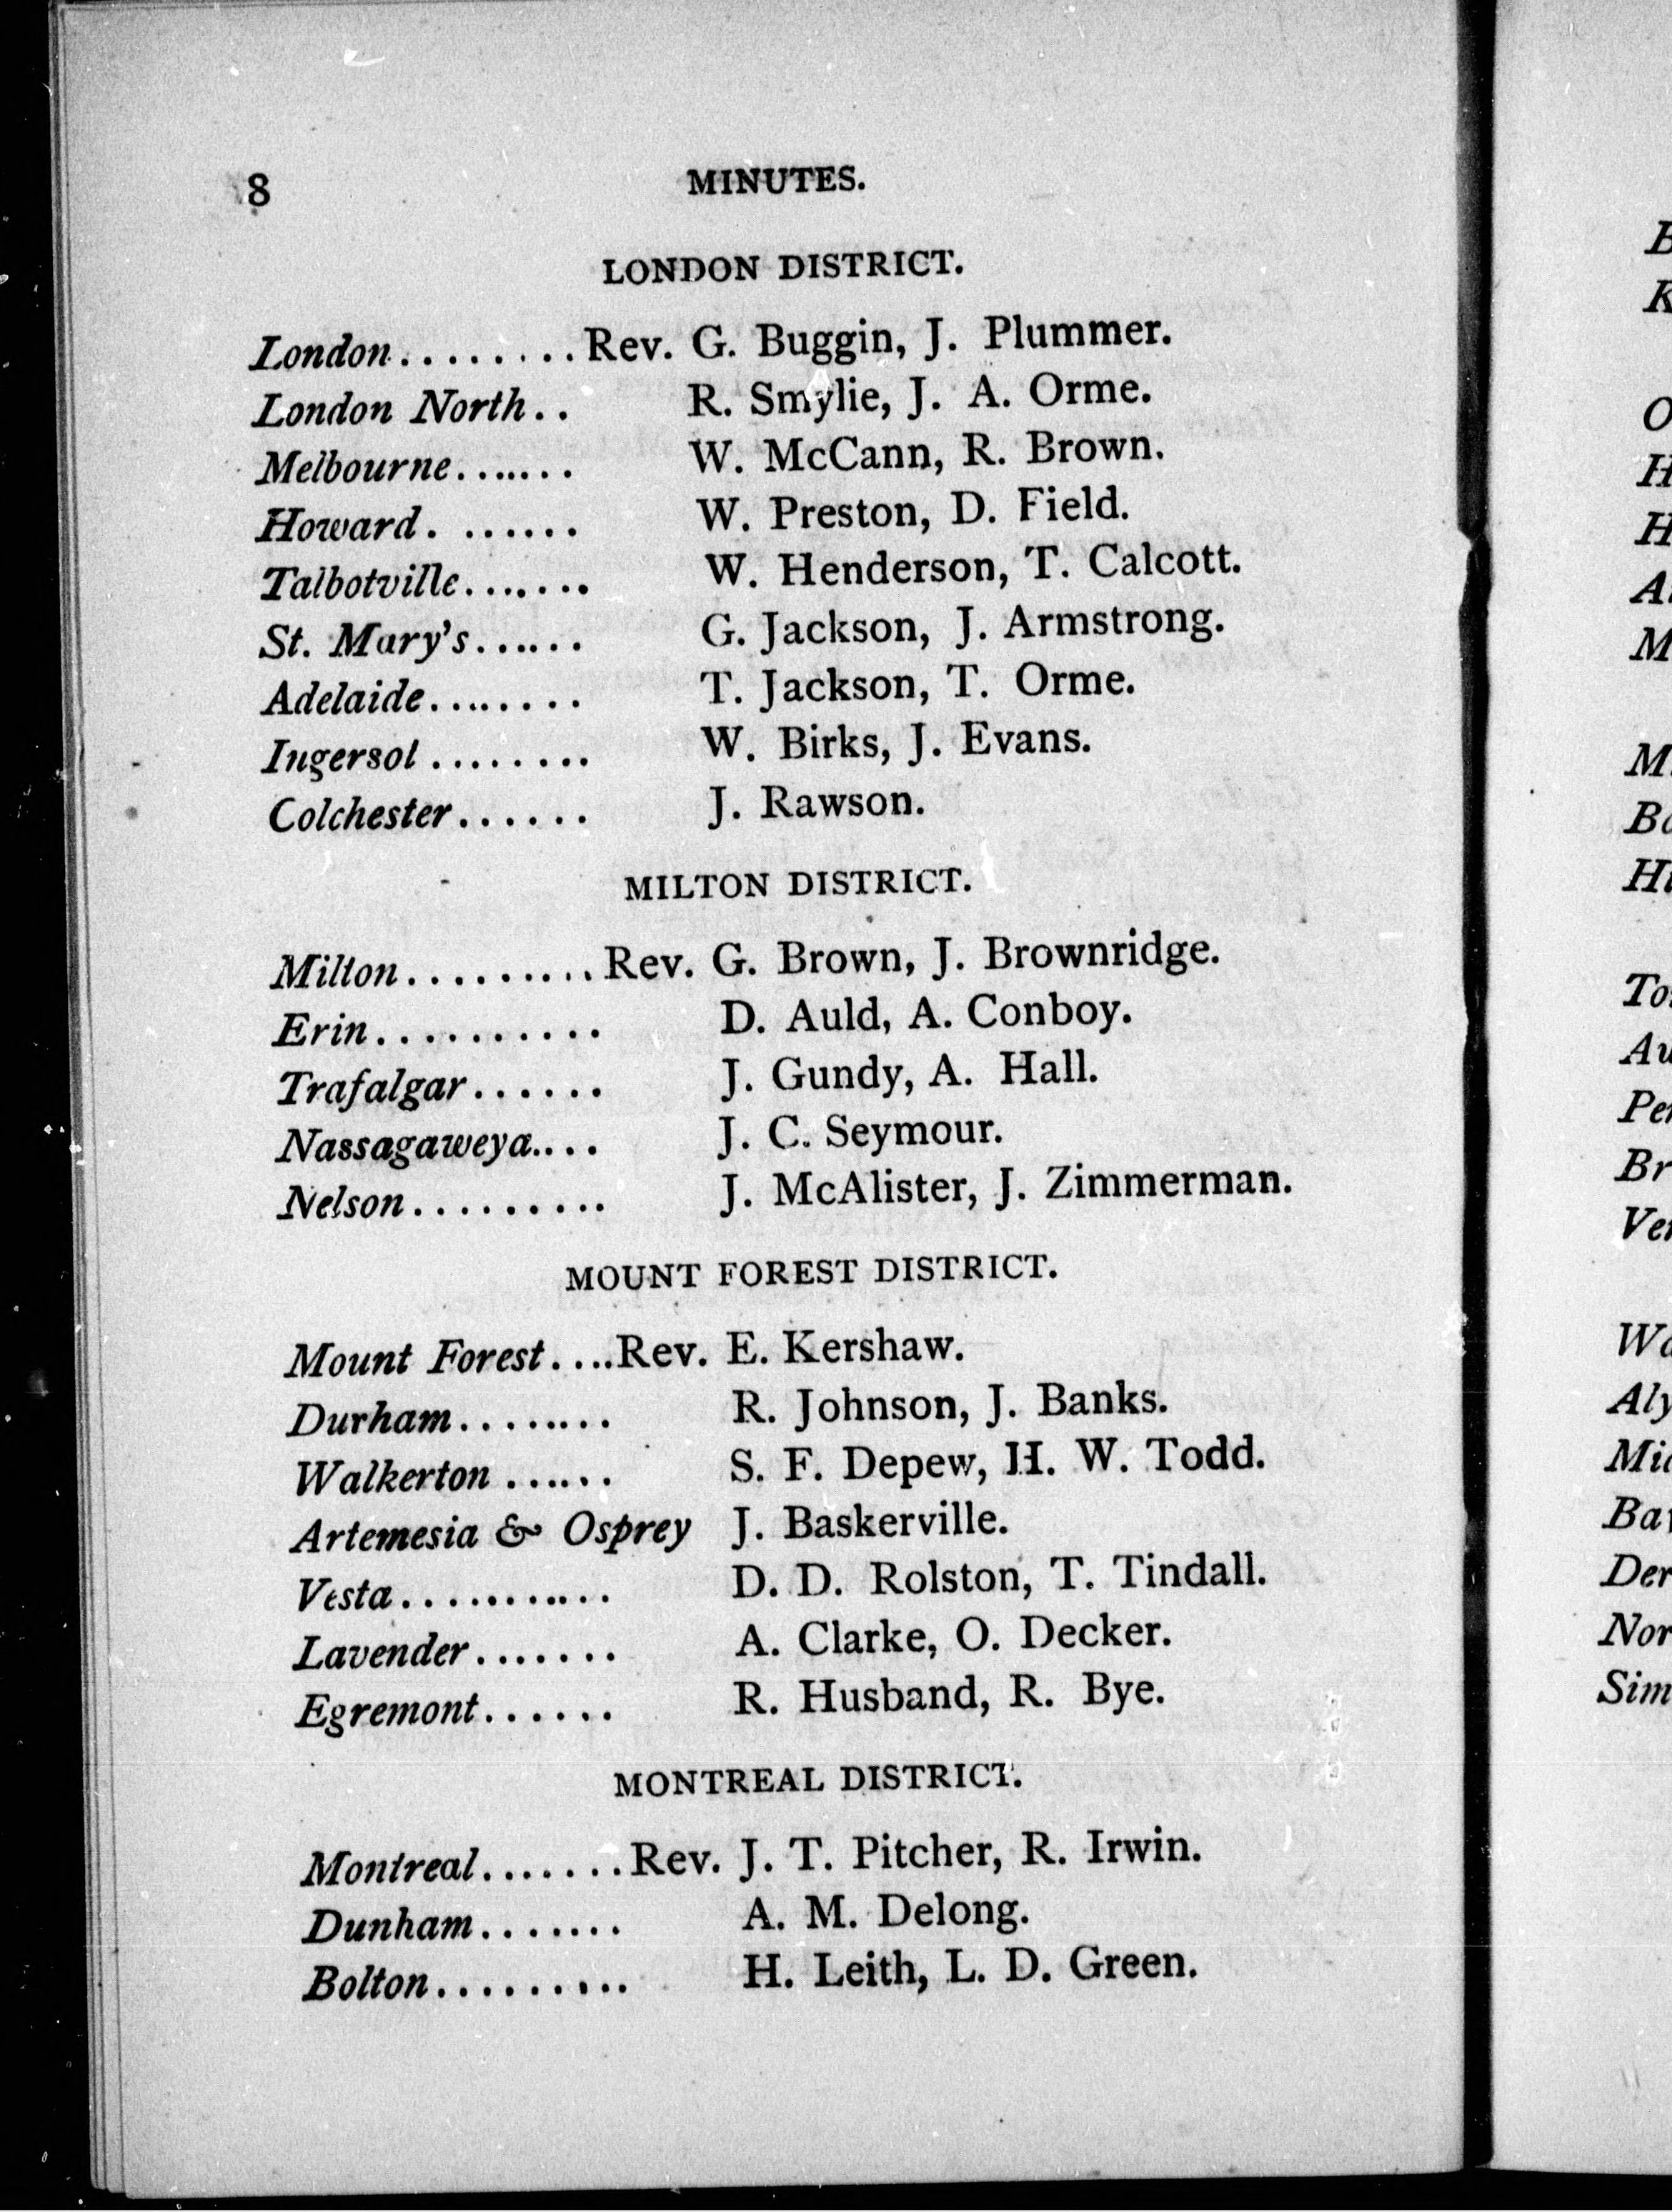 8 MINUTES.
LONDON DISTRICT.
London.........Rev. G. Buggin, J. Plummer.
London North.. R. Smylie, J. A. Orme.
Melbourne....... W. McCann, R. Brown.
Howard. ...... W. Preston, D. Field.
Talbotville....... W. Henderson, T. Calcott.
St. Mary's...... G. Jackson, J. Armstrong.
Adelaide........ T. Jackson, T. Orme.
Ingersol ........ W. Birks, J. Evans.
Colchester...... J. Rawson.
MILTON DISTRICT.
Milton..........Rev. G. Brown, J. Brownridge.
Erin.......... D. Auld, A. Conboy.
Trafalgar...... J. Gundy, A. Hall.
Nassagaweya.... J. C. Seymour.
Nelson......... J. McAlister, J. Zimmerman.
MOUNT FOREST DISTRICT.
Mount Forest....Rev. E. Kershaw.
Durham........ R. Johnson, J. Banks.
Walkerton ...... S. F. Depew, H. W. Todd.
Artemesia & Osprey J. Baskerville.
Vesta........... D. D. Rolston, T. Tindall.
Lavender....... A. Clarke, O. Decker.
Egremont...... R. Husband, R. Bye.
MONTREAL DISTRICT.
Montreal.......Rev. J. T. Pitcher, R. Irwin.
Dunham....... A. M. Delong.
Bolton......... H. Leith, L. D. Green.